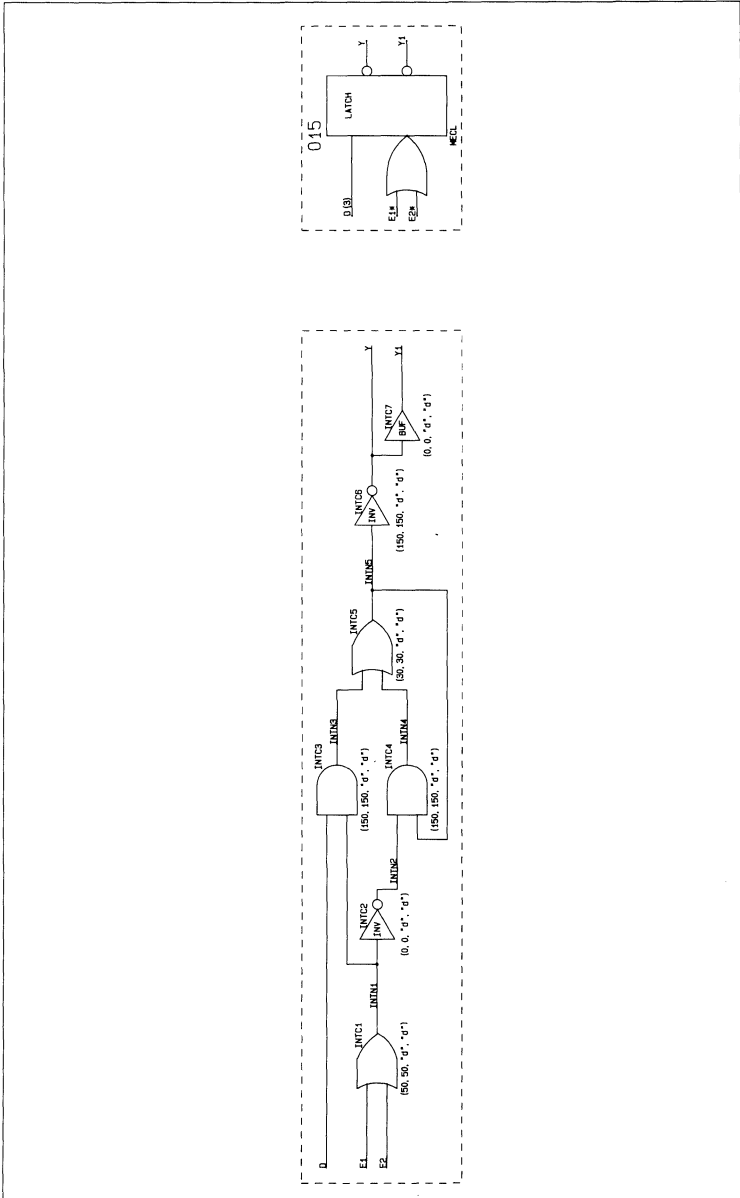 015
LATCH
D(3)
E1*
E2*
Y
Y1
MECL
D
E1
E2
INTC1
(50, 50, "d", "d")
INTN1
INTC2
INV
(0, 0, "d", "d")
INTN2
INTC3
(150, 150, "d", "d")
INTN3
INTC4
(150, 150, "d", "d")
INTN4
INTC5
(30, 30, "d", "d")
INTN5
INTC6
INV
(150, 150, "d", "d")
INTC7
BUF
(0, 0, "d", "d")
Y
Y1